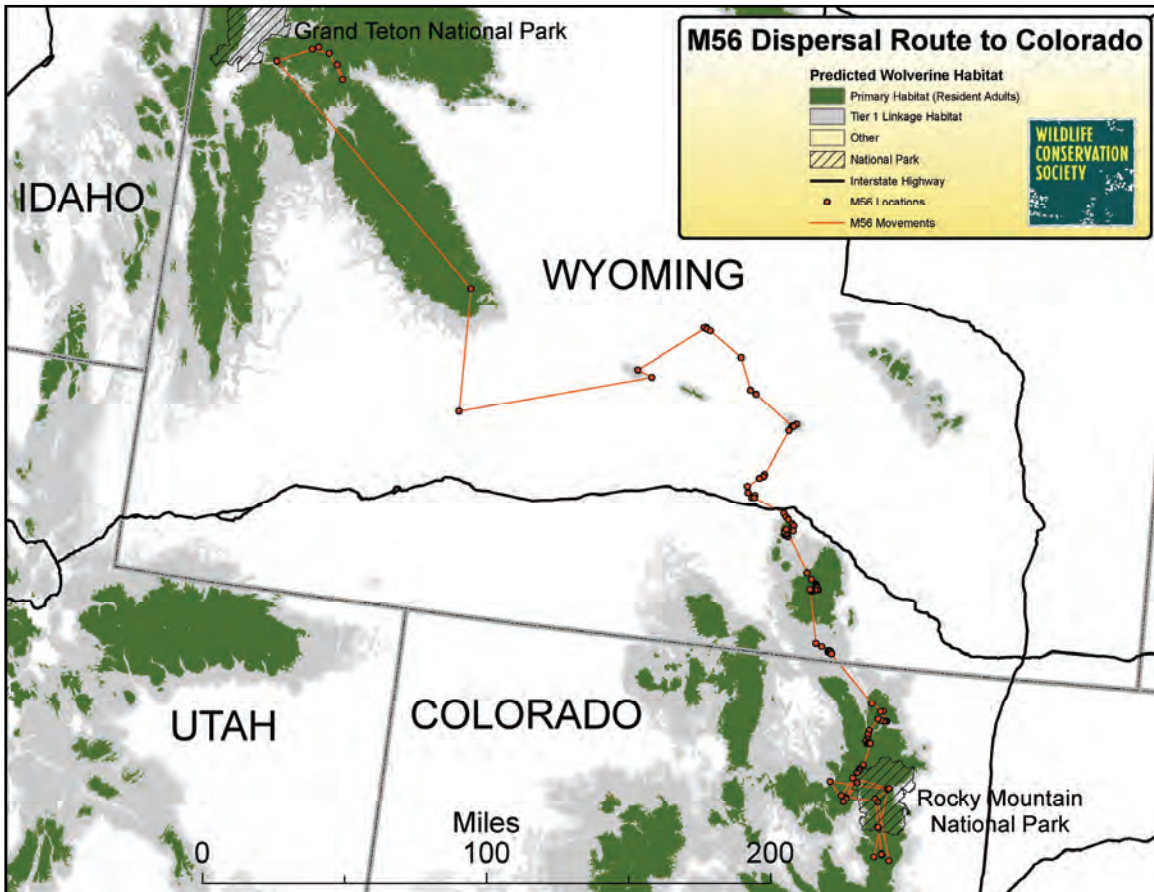 Grand Teton National Park
M56 Dispersal Route to Colorado
Predicted Wolverine Habitat
Primary Habitat (Resident Adults)
Tier 1 Linkage Habitat
Other
National Park
Interstate Highway
M56 Locations
M56 Movements
WILDLIFE
CONSERVATION
SOCIETY
IDAHO
WYOMING
UTAH
COLORADO
Rocky Mountain
National Park
Miles
0 100 200